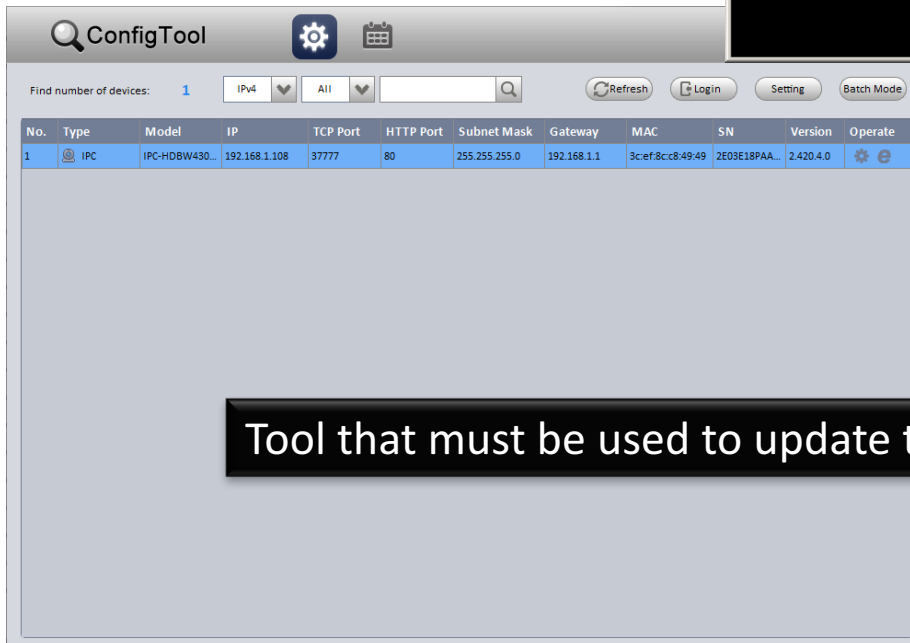 ConfigTool
Find number of devices: 1 IPv4 All Refresh Login Setting Batch Mode
No. Type Model IP TCP Port HTTP Port Subnet Mask Gateway MAC SN Version Operate
1 IPC IPC-HDBW430... 192.168.1.108 37777 80 255.255.255.0 192.168.1.1 3c:ef:8c:c8:49:49 2E03E18PAA... 2.420.4.0
Tool that must be used to update